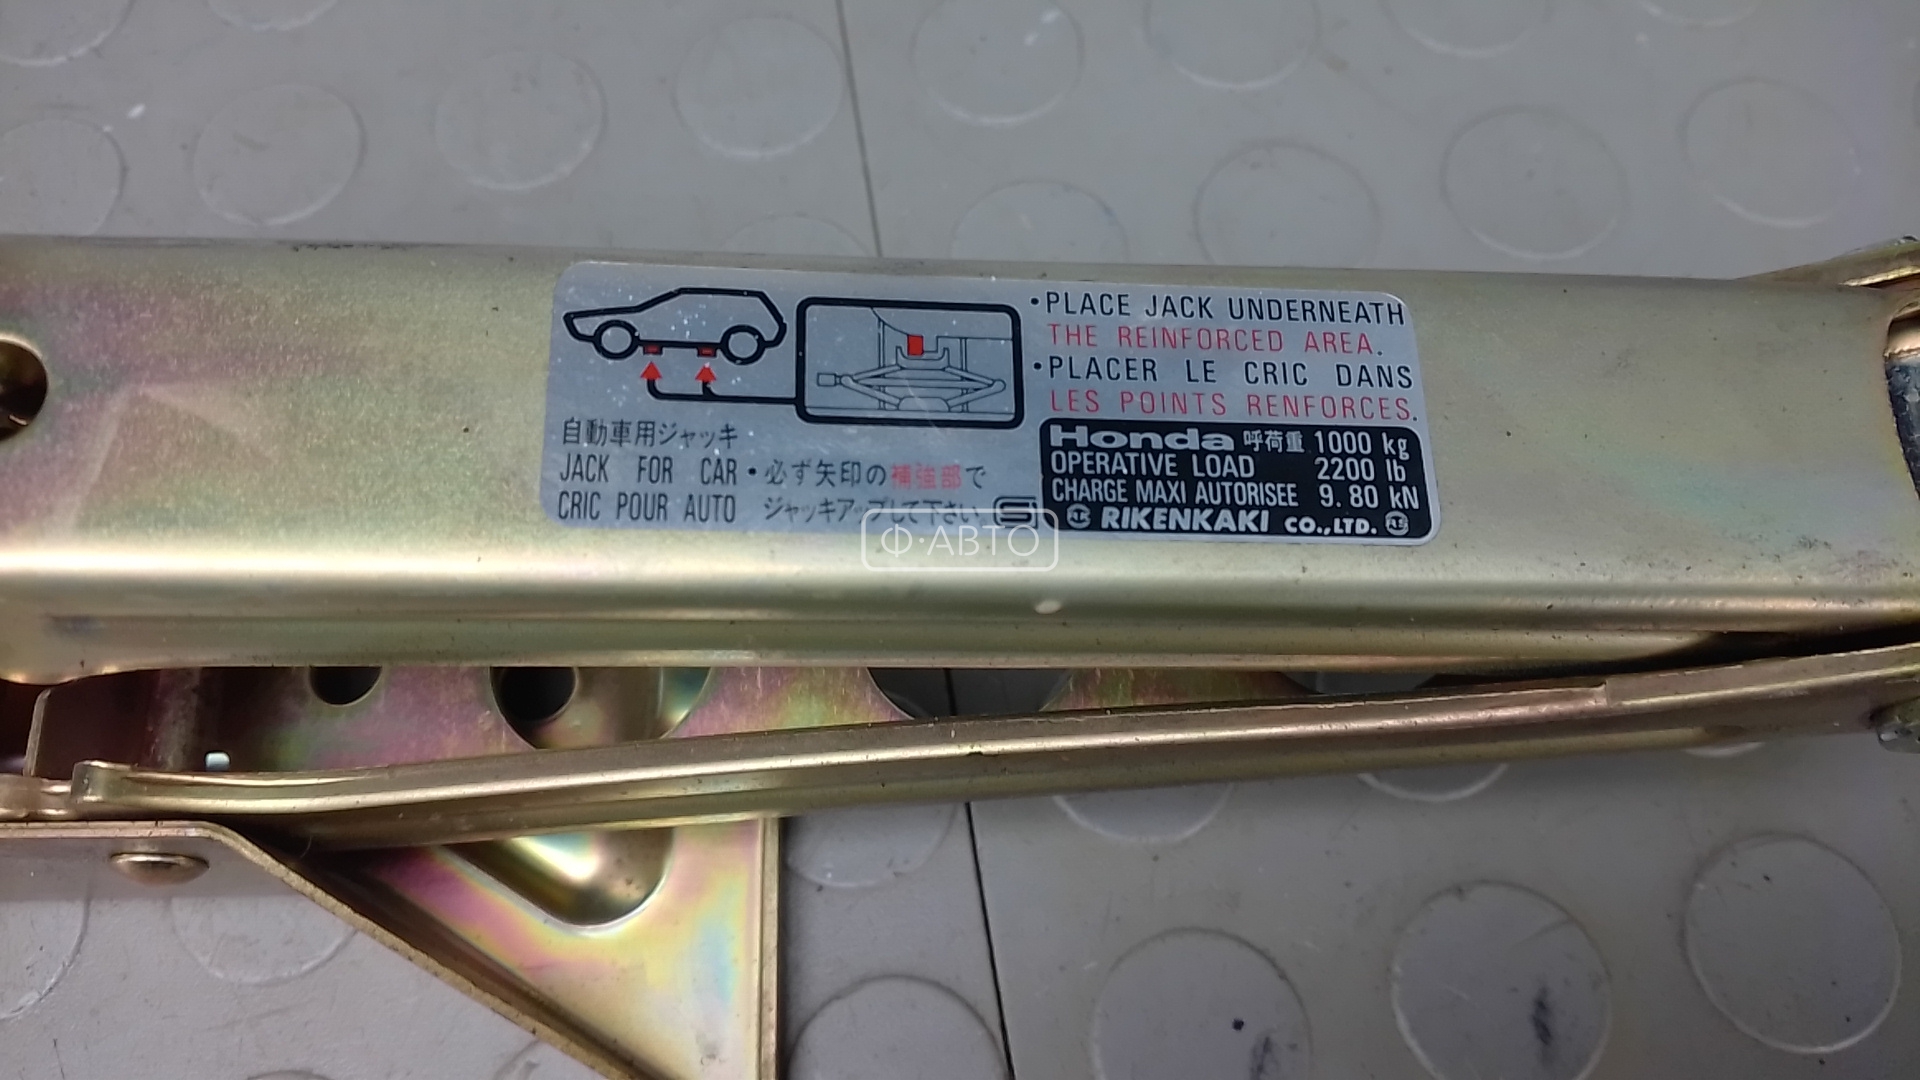 •PLACE JACK UNDERNEATH
THE REINFORCED AREA.
•PLACER LE CRIC DANS
LES POINTS RENFORCES.
自動車用ジャッキ
JACK FOR CAR
CRIC POUR AUTO
•必ず矢印の補強部で
ジャッキアップして下さい
Honda 呼荷重 1000 kg
OPERATIVE LOAD 2200 lb
CHARGE MAXI AUTORISEE 9.80 kN
RIKENKAKI CO.,LTD.
Ф·АВТО